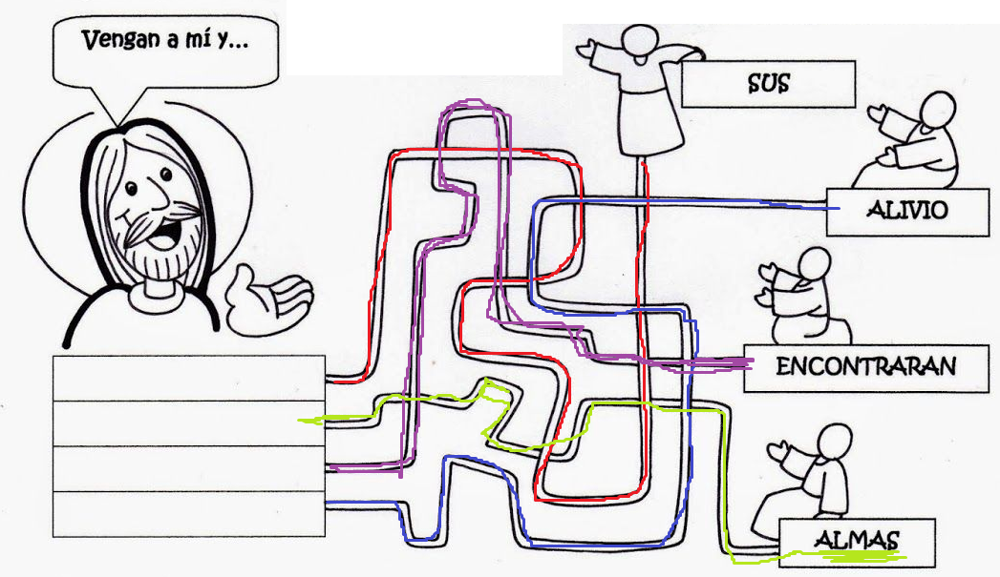 Vengan a mí y...
SUS
ALIVIO
ENCONTRARAN
ALMAS